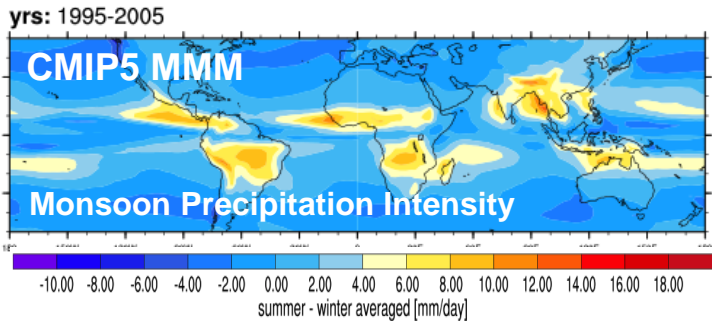 yrs: 1995-2005
CMIP5 MMM
Monsoon Precipitation Intensity
-10.00 -8.00 -6.00 -4.00 -2.00 0.00 2.00 4.00 6.00 8.00 10.00 12.00 14.00 16.00 18.00
summer - winter averaged [mm/day]